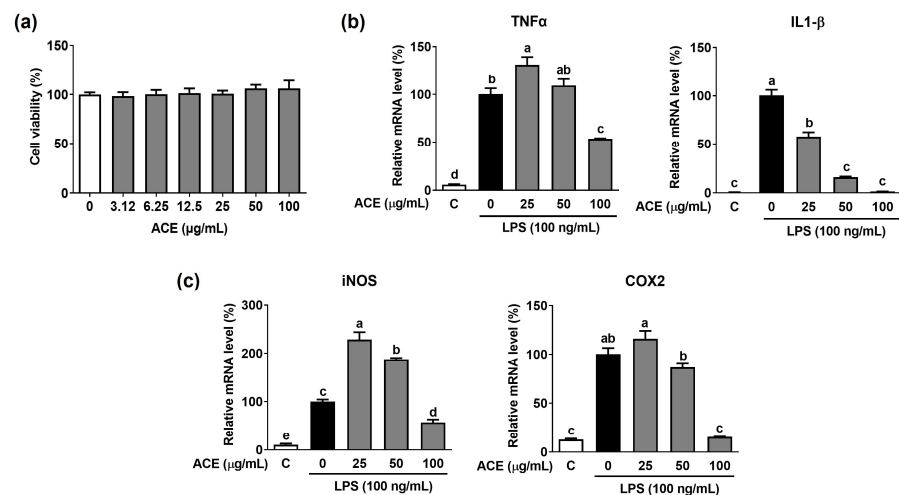 (a)
Cell viability (%)
150
100
50
0
0 3.12 6.25 12.5 25 50 100
ACE (μg/mL)
(b)
TNFα
Relative mRNA level (%)
150
100
50
0
d b a ab c
ACE (μg/mL) C 0 25 50 100
LPS (100 ng/mL)
IL1-β
Relative mRNA level (%)
150
100
50
0
c a b c c
ACE (μg/mL) C 0 25 50 100
LPS (100 ng/mL)
(c)
iNOS
Relative mRNA level (%)
300
200
100
0
e c a b d
ACE (μg/mL) C 0 25 50 100
LPS (100 ng/mL)
COX2
Relative mRNA level (%)
150
100
50
0
c ab a b c
ACE (μg/mL) C 0 25 50 100
LPS (100 ng/mL)